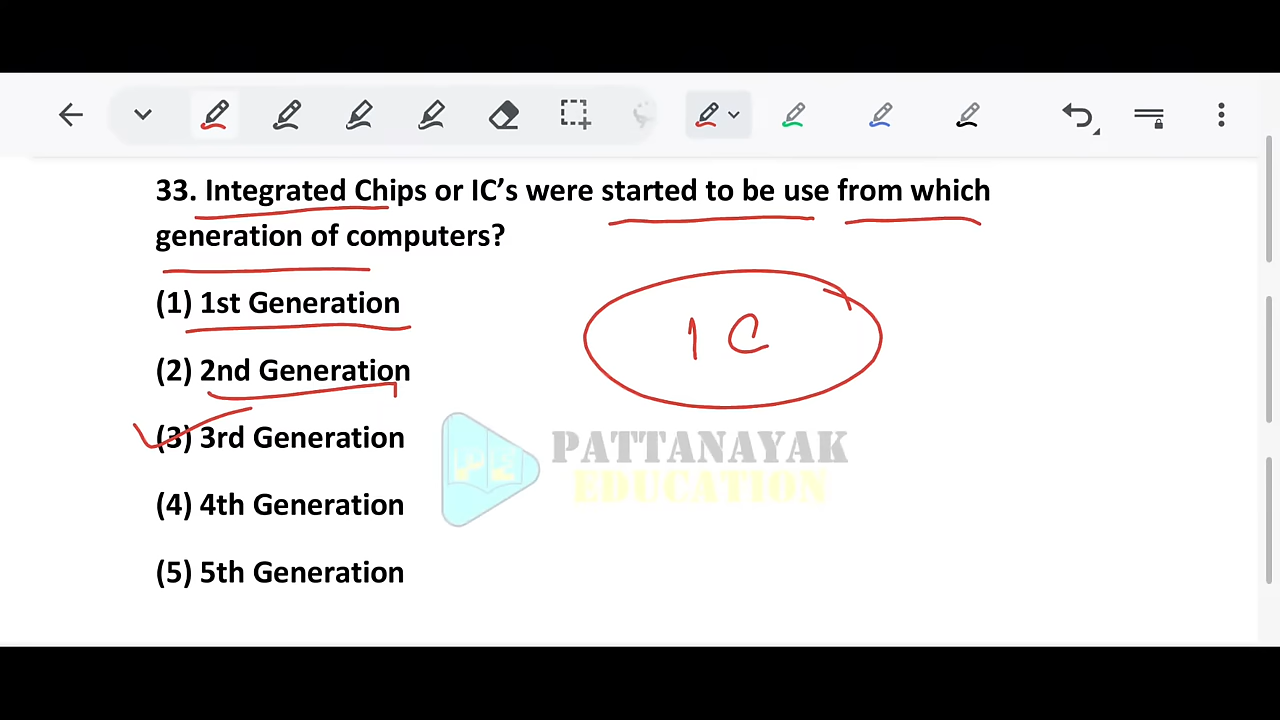 33. Integrated Chips or IC’s were started to be use from which
generation of computers?
(1) 1st Generation
IC
(2) 2nd Generation
(3) 3rd Generation
PATTANAYAK
EDUCATION
(4) 4th Generation
(5) 5th Generation